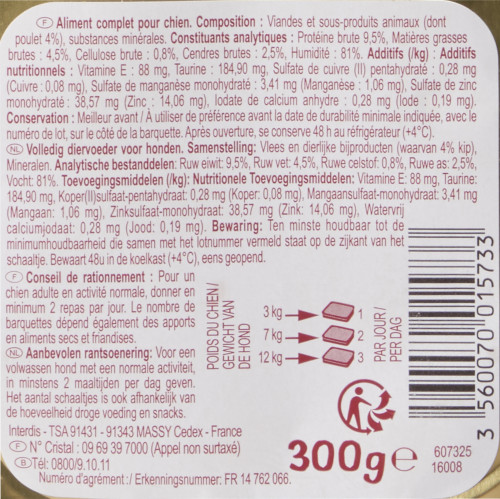 (F) Aliment complet pour chien. Composition : Viandes et sous-produits animaux (dont
poulet 4%), substances minérales. Constituants analytiques : Protéine brute 9,5%, Matières grasses
brutes : 4,5%, Cellulose brute : 0,8%, Cendres brutes : 2,5%, Humidité : 81%. Additifs (/kg) : Additifs
nutritionnels : Vitamine E : 88 mg, Taurine : 184,90 mg, Sulfate de cuivre (II) pentahydraté : 0,28 mg
(Cuivre : 0,08 mg), Sulfate de manganèse monohydraté : 3,41 mg (Manganèse : 1,06 mg), Sulfate de zinc
monohydraté : 38,57 mg (Zinc : 14,06 mg), Iodate de calcium anhydre : 0,28 mg (Iode : 0,19 mg).
Conservation : Meilleur avant / A utiliser de préférence avant la date de durabilité minimale indiquée, avec le
numéro de lot, sur le côté de la barquette. Après ouverture, se conserve 48 h au réfrigérateur (+4°C).
(NL) Volledig diervoeder voor honden. Samenstelling: Vlees en dierlijke bijproducten (waarvan 4% kip),
Mineralen. Analytische bestanddelen: Ruw eiwit: 9,5%, Ruw vet: 4,5%, Ruwe celstof: 0,8%, Ruwe as: 2,5%,
Vocht: 81%. Toevoegingsmiddelen (/kg): Nutritionele Toevoegingsmiddelen: Vitamine E: 88 mg, Taurine:
184,90 mg, Koper(II)sulfaat-pentahydraat: 0,28 mg (Koper: 0,08 mg), Mangaansulfaat-monohydraat: 3,41 mg
(Mangaan: 1,06 mg), Zinksulfaat-monohydraat: 38,57 mg (Zink: 14,06 mg), Watervrij
calciumjodaat: 0,28 mg (Jood: 0,19 mg). Bewaring: Ten minste houdbaar tot de
minimumhoudbaarheid die samen met het lotnummer vermeld staat op de zijkant van het
schaaltje. Bewaart 48u in de koelkast (+4°C), eens geopend.
(F) Conseil de rationnement : Pour un
chien adulte en activité normale, donner en
minimum 2 repas par jour. Le nombre de
barquettes dépend également des apports
en aliments secs et friandises.
(NL) Aanbevolen rantsoenering: Voor een
volwassen hond met een normale activiteit,
in minstens 2 maaltijden per dag geven.
Het aantal schaaltjes is ook afhankelijk van
de hoeveelheid droge voeding en snacks.
POIDS DU CHIEN /
GEWICHT VAN
DE HOND
3 kg 1
7 kg 2
12 kg 3
PAR JOUR /
PER DAG
3 560070 015733
Interdis - TSA 91431 - 91343 MASSY Cedex - France
(F) N° Cristal : 09 69 39 7000 (Appel non surtaxé)
(B) Tél: 0800/9.10.11
Numéro d'agrément / Erkenningsnummer: FR 14 762 066.
300g e
607325
16008